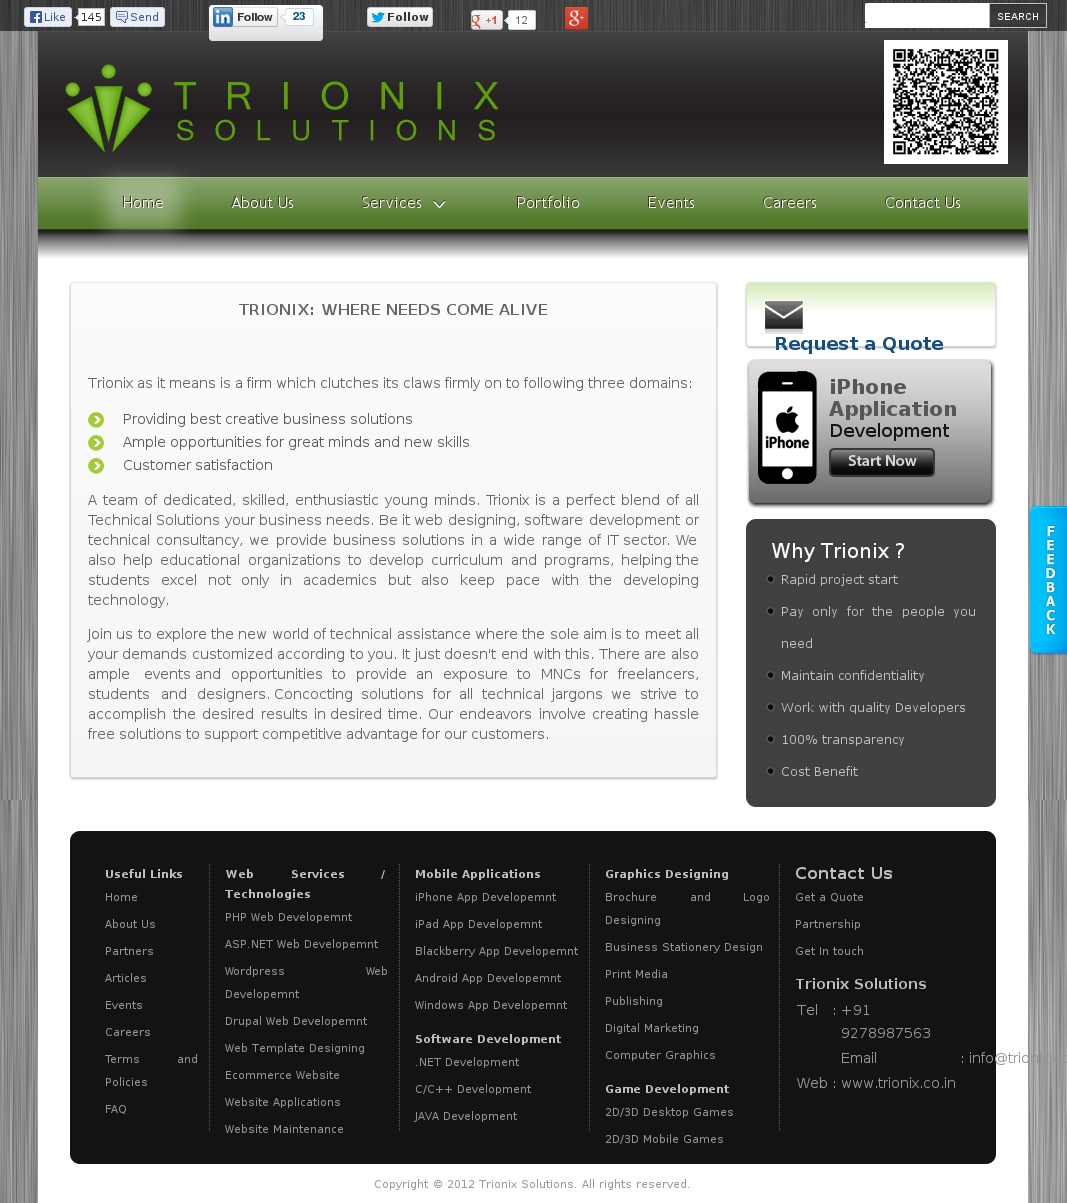 Like 145 Send Follow 23 Follow +1 12 g+ SEARCH
TRIONIX
SOLUTIONS
Home About Us Services Portfolio Events Careers Contact Us
TRIONIX: WHERE NEEDS COME ALIVE
Trionix as it means is a firm which clutches its claws firmly on to following three domains:
Providing best creative business solutions
Ample opportunities for great minds and new skills
Customer satisfaction
A team of dedicated, skilled, enthusiastic young minds. Trionix is a perfect blend of all
Technical Solutions your business needs. Be it web designing, software development or
technical consultancy, we provide business solutions in a wide range of IT sector. We
also help educational organizations to develop curriculum and programs, helping the
students excel not only in academics but also keep pace with the developing
technology.
Join us to explore the new world of technical assistance where the sole aim is to meet all
your demands customized according to you. It just doesn't end with this. There are also
ample events and opportunities to provide an exposure to MNCs for freelancers,
students and designers. Concocting solutions for all technical jargons we strive to
accomplish the desired results in desired time. Our endeavors involve creating hassle
free solutions to support competitive advantage for our customers.
Request a Quote
iPhone
iPhone
Application
Development
Start Now
Why Trionix ?
Rapid project start
Pay only for the people you
need
Maintain confidentiality
Work with quality Developers
100% transparency
Cost Benefit
FEEDBACK
Useful Links
Home
About Us
Partners
Articles
Events
Careers
Terms and
Policies
FAQ
Web Services /
Technologies
PHP Web Developemnt
ASP.NET Web Developemnt
Wordpress Web
Developemnt
Drupal Web Developemnt
Web Template Designing
Ecommerce Website
Website Applications
Website Maintenance
Mobile Applications
iPhone App Developemnt
iPad App Developemnt
Blackberry App Developemnt
Android App Developemnt
Windows App Developemnt
Software Development
.NET Development
C/C++ Development
JAVA Development
Graphics Designing
Brochure and Logo
Designing
Business Stationery Design
Print Media
Publishing
Digital Marketing
Computer Graphics
Game Development
2D/3D Desktop Games
2D/3D Mobile Games
Contact Us
Get a Quote
Partnership
Get In touch
Trionix Solutions
Tel : +91
9278987563
Email : info@trion
Web : www.trionix.co.in
Copyright © 2012 Trionix Solutions. All rights reserved.